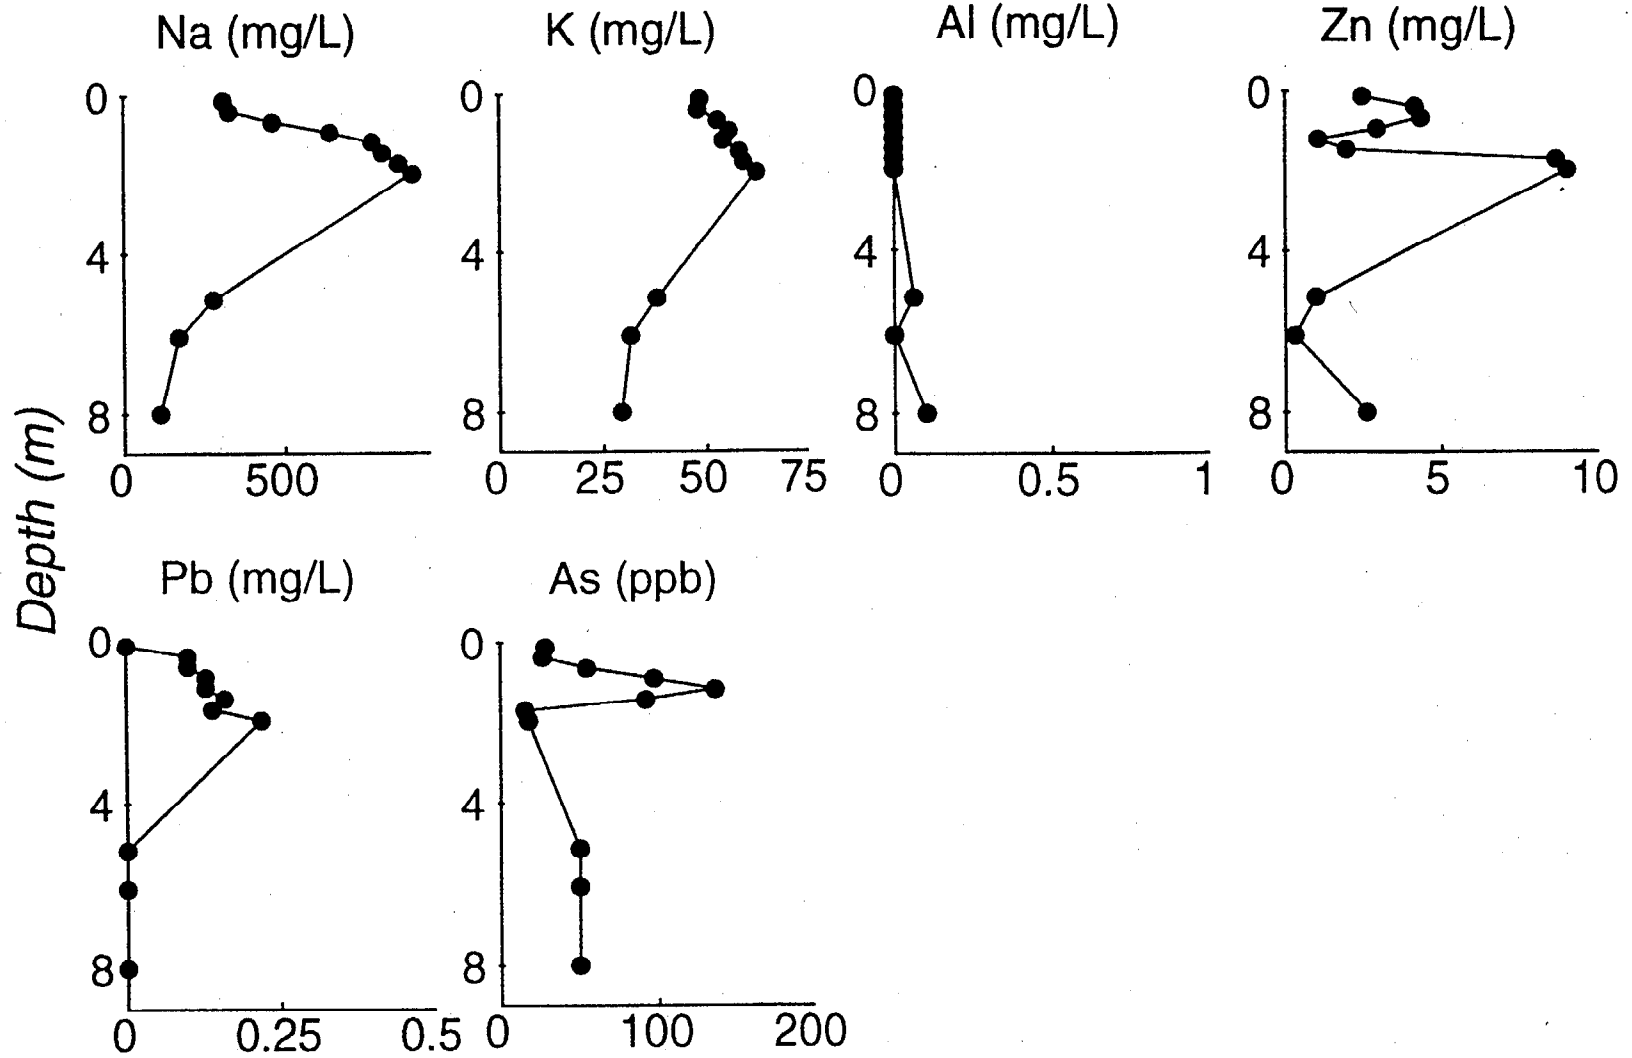 Na (mg/L) K (mg/L) Al (mg/L) Zn (mg/L)
0 0 0 0
4 4 4 4
8 8 8 8
0 500 0 25 50 75 0 0.5 1 0 5 10
Depth (m)
Pb (mg/L) As (ppb)
0 0
4 4
8 8
0 0.25 0.5 0 100 200